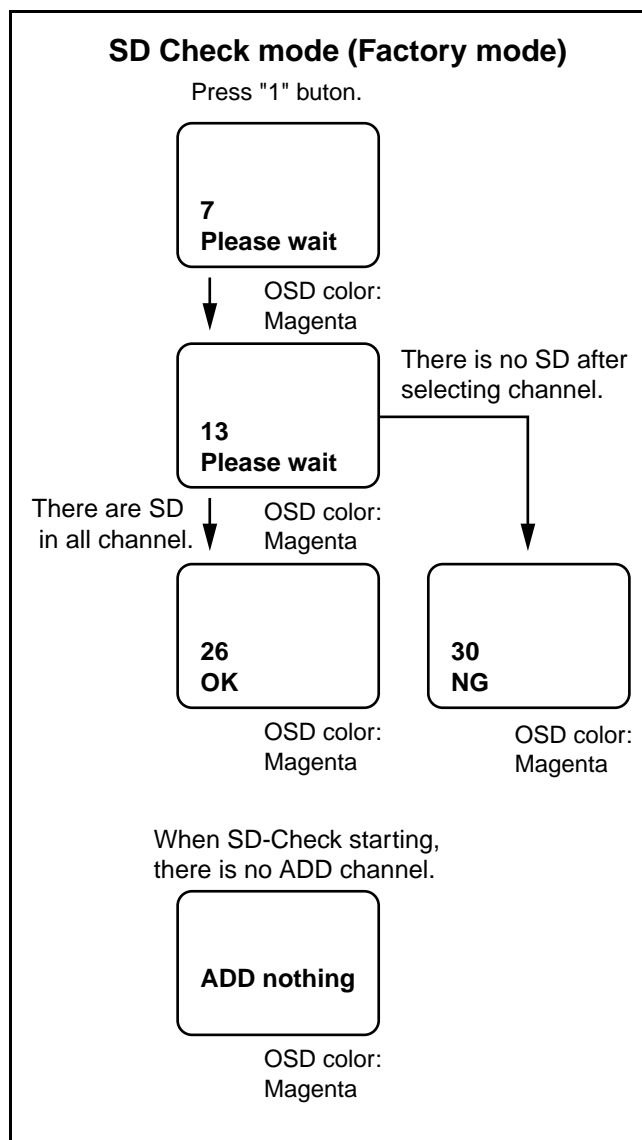 SD Check mode (Factory mode)
Press "1" buton.
7
Please wait
OSD color:
Magenta
There is no SD after
selecting channel.
13
Please wait
There are SD
in all channel.
OSD color:
Magenta
26
OK
30
NG
OSD color:
Magenta
OSD color:
Magenta
When SD-Check starting,
there is no ADD channel.
ADD nothing
OSD color:
Magenta